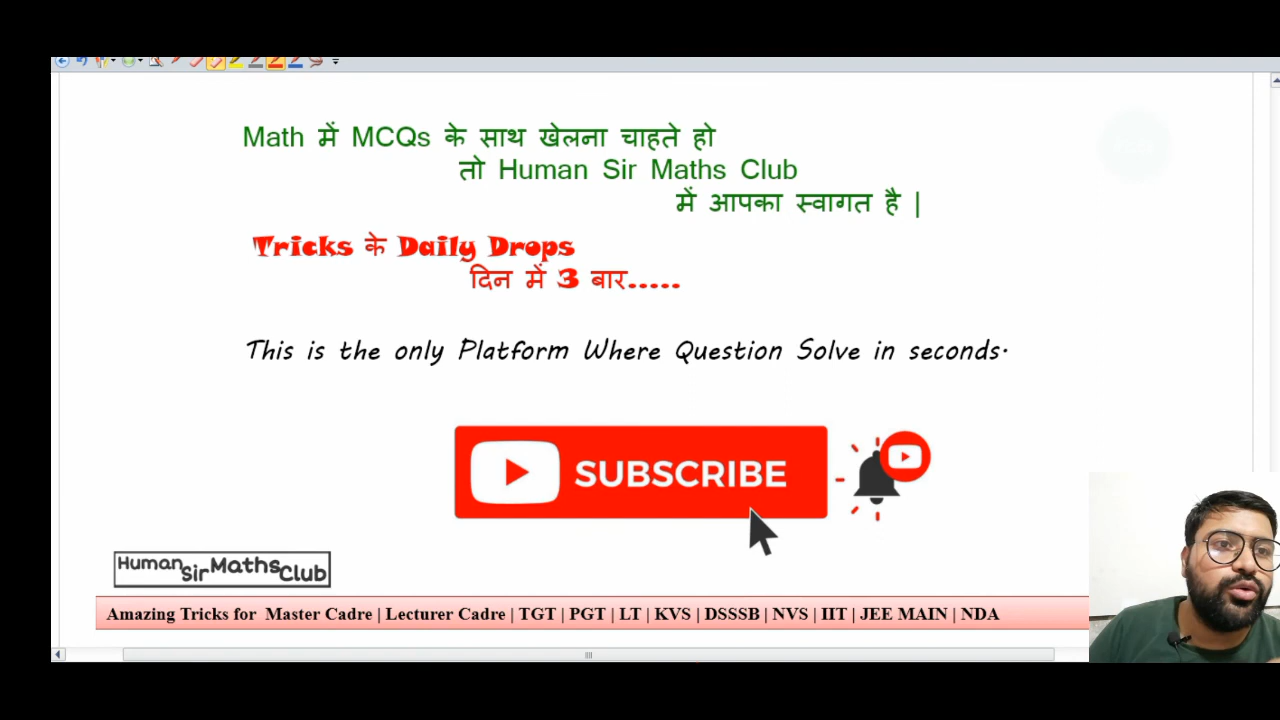 Math में MCQs के साथ खेलना चाहते हो
तो Human Sir Maths Club
में आपका स्वागत है |
Tricks के Daily Drops
दिन में 3 बार.....
This is the only Platform Where Question Solve in seconds.
SUBSCRIBE
Human Sir Maths Club
Amazing Tricks for Master Cadre | Lecturer Cadre | TGT | PGT | LT | KVS | DSSSB | NVS | IIT | JEE MAIN | NDA